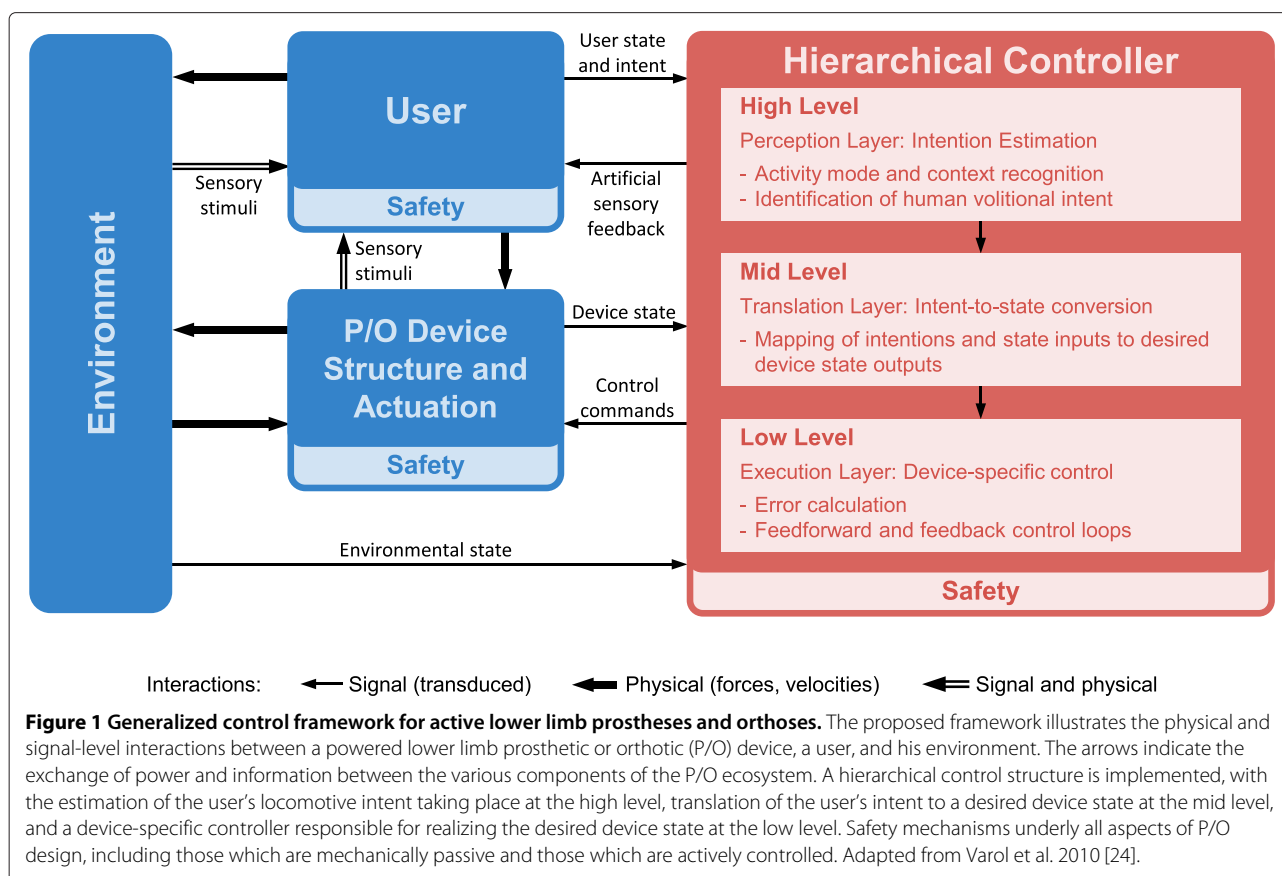 Environment
User
Safety
User state
and intent
Artificial
sensory
feedback
Sensory
stimuli
Sensory
stimuli
P/O Device
Structure and
Actuation
Safety
Device state
Control
commands
Environmental state
Hierarchical Controller
High Level
Perception Layer: Intention Estimation
- Activity mode and context recognition
- Identification of human volitional intent
Mid Level
Translation Layer: Intent-to-state conversion
- Mapping of intentions and state inputs to desired
device state outputs
Low Level
Execution Layer: Device-specific control
- Error calculation
- Feedforward and feedback control loops
Safety
Interactions: Signal (transduced) Physical (forces, velocities) Signal and physical
Figure 1 Generalized control framework for active lower limb prostheses and orthoses. The proposed framework illustrates the physical and
signal-level interactions between a powered lower limb prosthetic or orthotic (P/O) device, a user, and his environment. The arrows indicate the
exchange of power and information between the various components of the P/O ecosystem. A hierarchical control structure is implemented, with
the estimation of the user's locomotive intent taking place at the high level, translation of the user's intent to a desired device state at the mid level,
and a device-specific controller responsible for realizing the desired device state at the low level. Safety mechanisms underly all aspects of P/O
design, including those which are mechanically passive and those which are actively controlled. Adapted from Varol et al. 2010 [24].